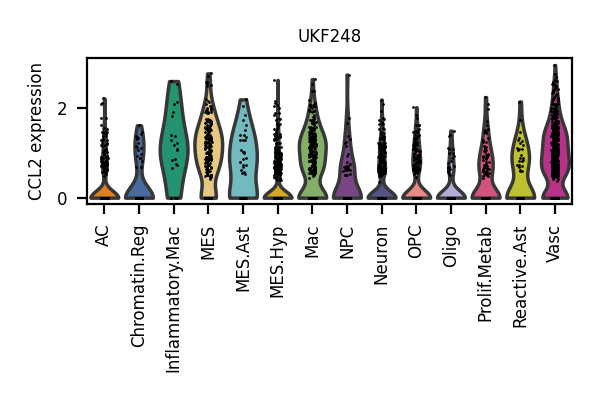 UKF248
CCL2 expression
2
0
AC
Chromatin.Reg
Inflammatory.Mac
MES
MES.Ast
MES.Hyp
Mac
NPC
Neuron
OPC
Oligo
Prolif.Metab
Reactive.Ast
Vasc